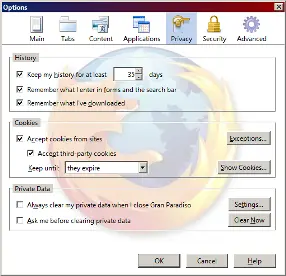 Options
Main Tabs Content Applications Privacy Security Advanced
History
Keep my history for at least 31 days
Remember what I enter in forms and the search bar
Remember what I've downloaded
Cookies
Accept cookies from sites Exceptions...
Accept third-party cookies
Keep until: they expire Show Cookies...
Private Data
Always clear my private data when I close Gran Paradiso Settings...
Ask me before clearing private data Clear Now
OK Cancel Help